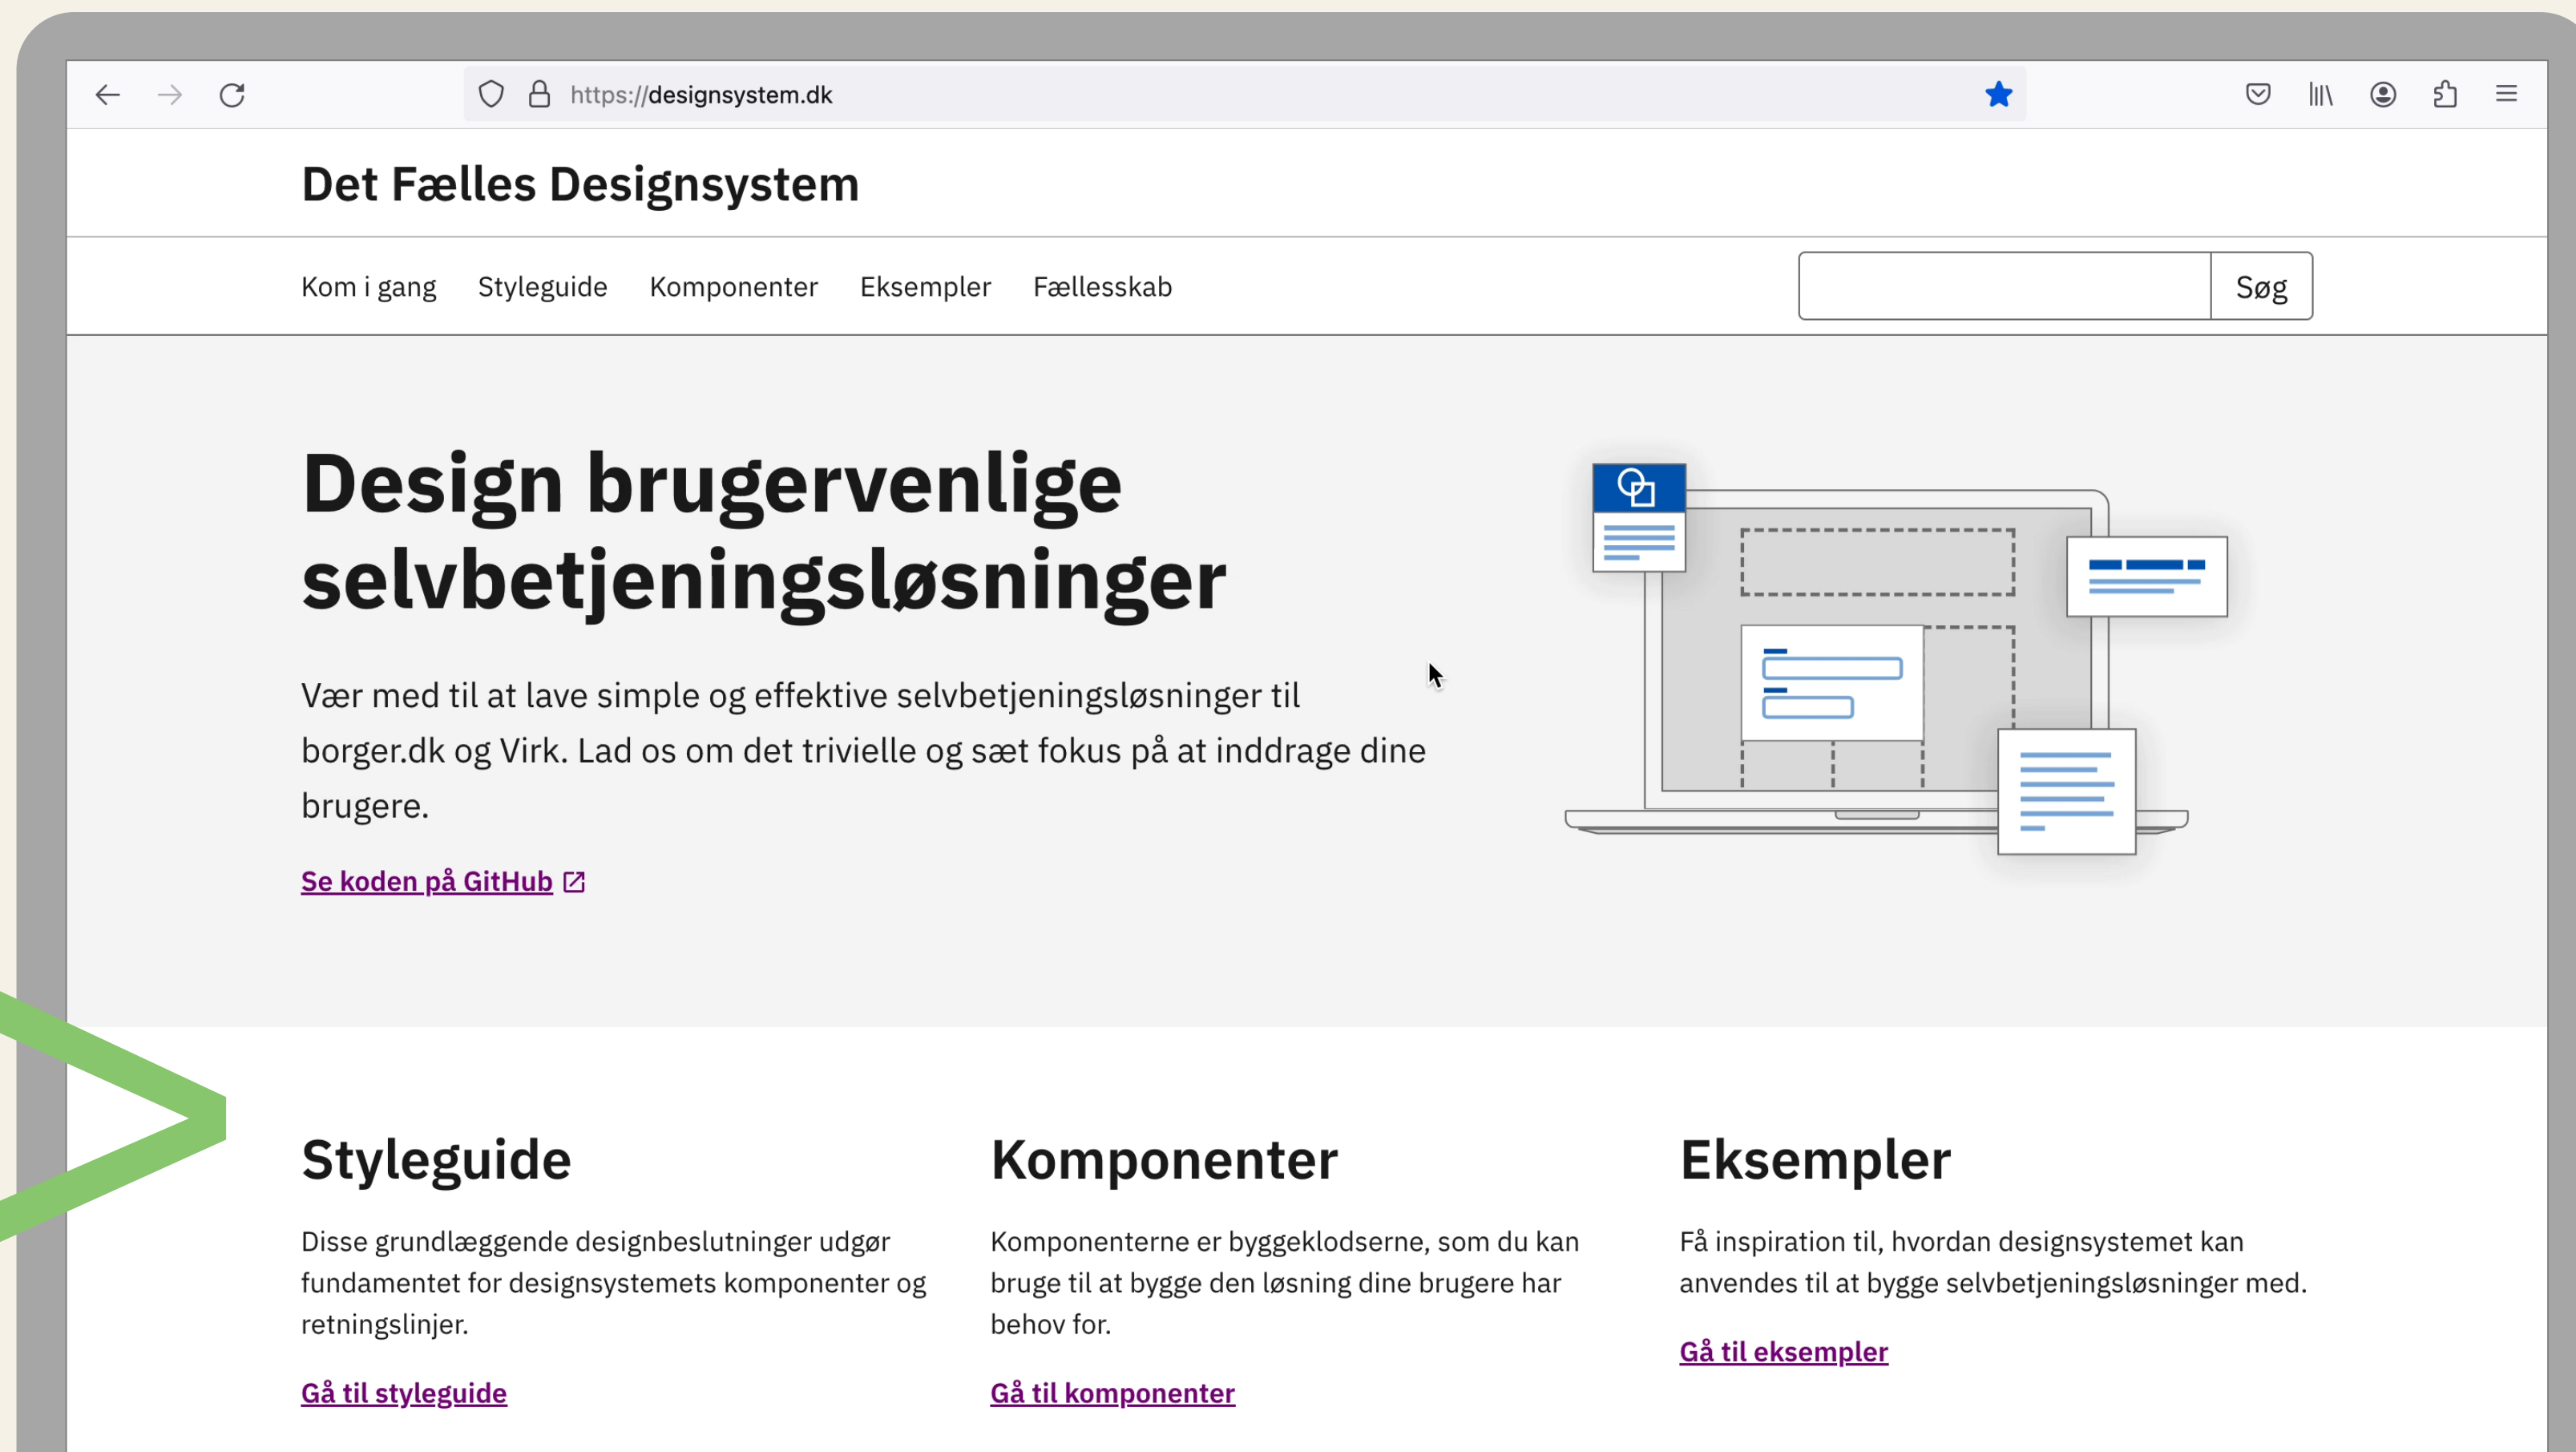 https://designsystem.dk
Det Fælles Designsystem
Kom i gang Styleguide Komponenter Eksempler Fællesskab Søg
Design brugervenlige
selvbetjeningsløsninger
Vær med til at lave simple og effektive selvbetjeningsløsninger til
borger.dk og Virk. Lad os om det trivielle og sæt fokus på at inddrage dine
brugere.
Se koden på GitHub
Styleguide
Disse grundlæggende designbeslutninger udgør
fundamentet for designsystemets komponenter og
retningslinjer.
Gå til styleguide
Komponenter
Komponenterne er byggeklodserne, som du kan
bruge til at bygge den løsning dine brugere har
behov for.
Gå til komponenter
Eksempler
Få inspiration til, hvordan designsystemet kan
anvendes til at bygge selvbetjeningsløsninger med.
Gå til eksempler